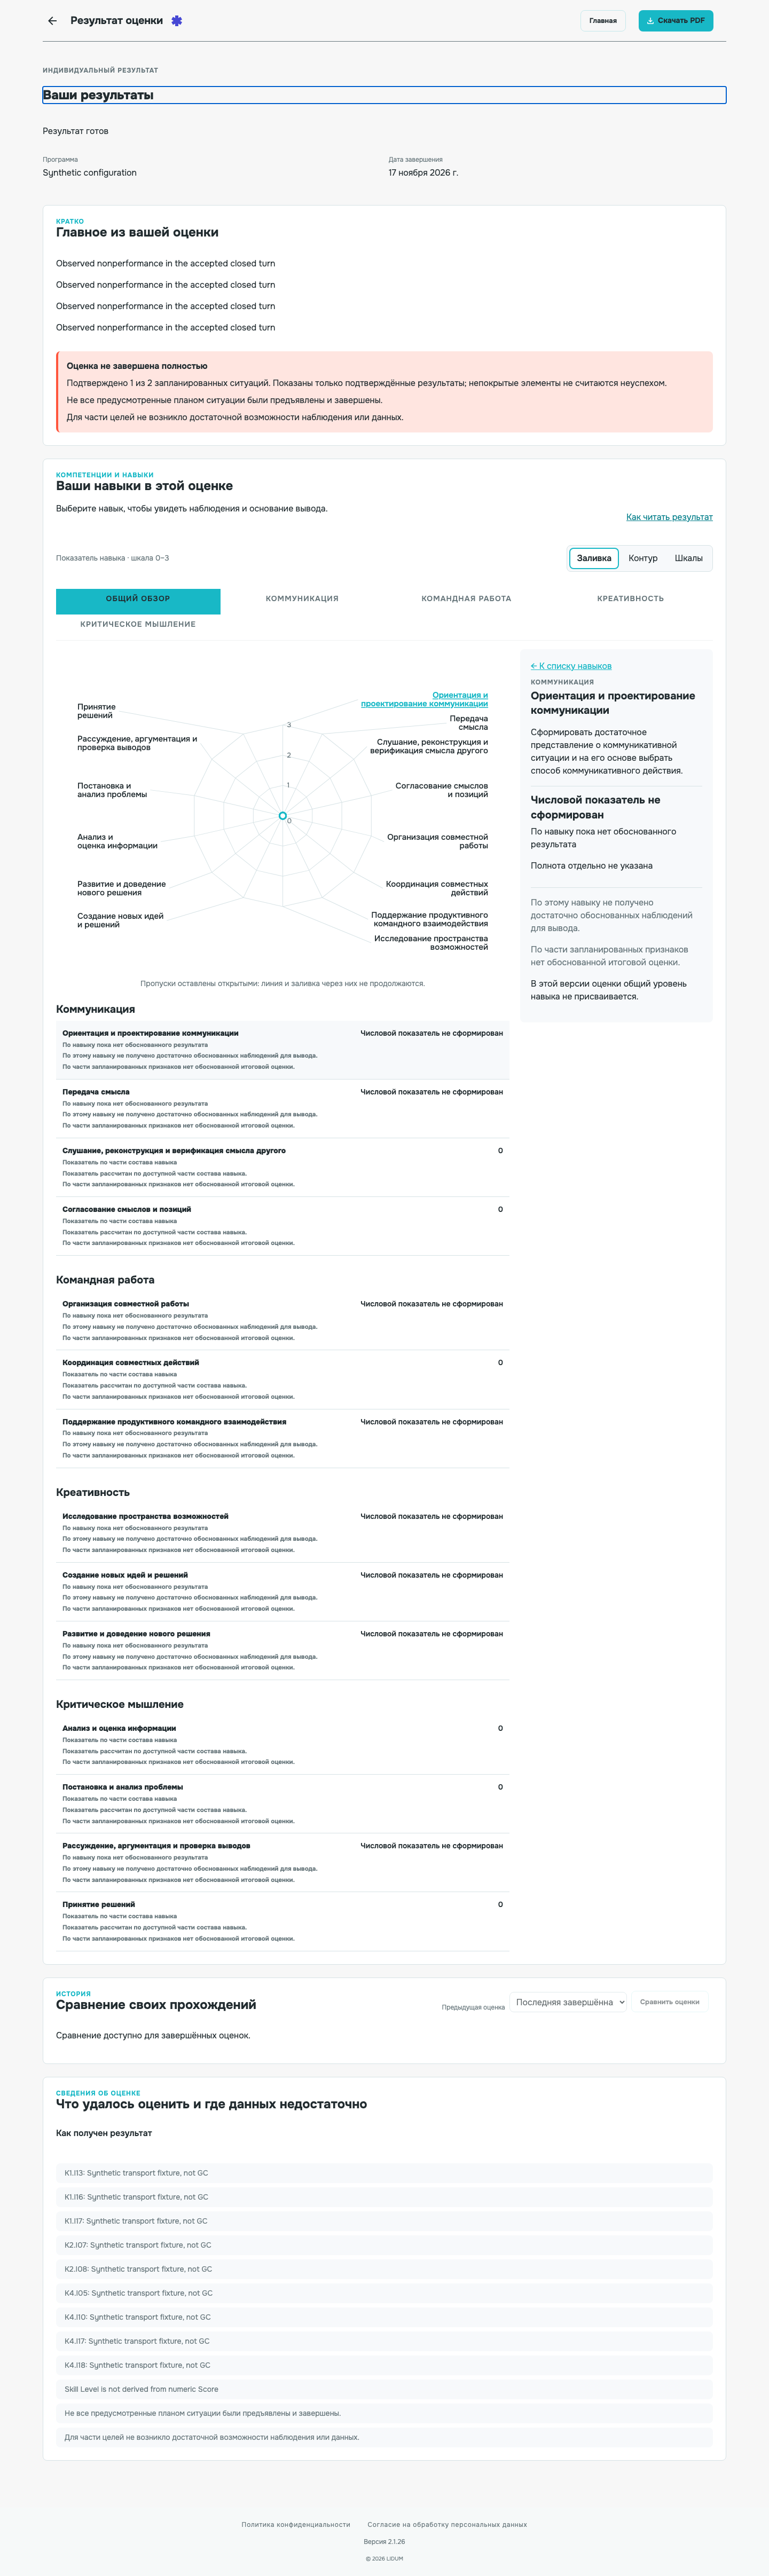 Результат оценки
Главная
Скачать PDF
ИНДИВИДУАЛЬНЫЙ РЕЗУЛЬТАТ
Ваши результаты
Результат готов
Программа
Synthetic configuration
Дата завершения
17 ноября 2026 г.
КРАТКО
Главное из вашей оценки
Observed nonperformance in the accepted closed turn
Observed nonperformance in the accepted closed turn
Observed nonperformance in the accepted closed turn
Observed nonperformance in the accepted closed turn
Оценка не завершена полностью
Подтверждено 1 из 2 запланированных ситуаций. Показаны только подтверждённые результаты; непокрытые элементы не считаются неуспехом.
Не все предусмотренные планом ситуации были предъявлены и завершены.
Для части целей не возникло достаточной возможности наблюдения или данных.
КОМПЕТЕНЦИИ И НАВЫКИ
Ваши навыки в этой оценке
Выберите навык, чтобы увидеть наблюдения и основание вывода.
Как читать результат
Показатель навыка · шкала 0–3
Заливка
Контур
Шкалы
ОБЩИЙ ОБЗОР
КОММУНИКАЦИЯ
КОМАНДНАЯ РАБОТА
КРЕАТИВНОСТЬ
КРИТИЧЕСКОЕ МЫШЛЕНИЕ
Ориентация и
проектирование коммуникации
Передача
смысла
Слушание, реконструкция и
верификация смысла другого
Согласование смыслов
и позиций
Организация совместной
работы
Координация совместных
действий
Поддержание продуктивного
командного взаимодействия
Исследование пространства
возможностей
Создание новых идей
и решений
Развитие и доведение
нового решения
Анализ и
оценка информации
Постановка и
анализ проблемы
Рассуждение, аргументация и
проверка выводов
Принятие
решений
3
2
1
0
Пропуски оставлены открытыми: линия и заливка через них не продолжаются.
← К списку навыков
КОММУНИКАЦИЯ
Ориентация и проектирование
коммуникации
Сформировать достаточное
представление о коммуникативной
ситуации и на его основе выбрать
способ коммуникативного действия.
Числовой показатель не
сформирован
По навыку пока нет обоснованного
результата
Полнота отдельно не указана
По этому навыку не получено
достаточно обоснованных наблюдений
для вывода.
По части запланированных признаков
нет обоснованной итоговой оценки.
В этой версии оценки общий уровень
навыка не присваивается.
Коммуникация
Ориентация и проектирование коммуникации
Числовой показатель не сформирован
По навыку пока нет обоснованного результата
По этому навыку не получено достаточно обоснованных наблюдений для вывода.
По части запланированных признаков нет обоснованной итоговой оценки.
Передача смысла
Числовой показатель не сформирован
По навыку пока нет обоснованного результата
По этому навыку не получено достаточно обоснованных наблюдений для вывода.
По части запланированных признаков нет обоснованной итоговой оценки.
Слушание, реконструкция и верификация смысла другого
0
Показатель по части состава навыка
Показатель рассчитан по доступной части состава навыка.
По части запланированных признаков нет обоснованной итоговой оценки.
Согласование смыслов и позиций
0
Показатель по части состава навыка
Показатель рассчитан по доступной части состава навыка.
По части запланированных признаков нет обоснованной итоговой оценки.
Командная работа
Организация совместной работы
Числовой показатель не сформирован
По навыку пока нет обоснованного результата
По этому навыку не получено достаточно обоснованных наблюдений для вывода.
По части запланированных признаков нет обоснованной итоговой оценки.
Координация совместных действий
0
Показатель по части состава навыка
Показатель рассчитан по доступной части состава навыка.
По части запланированных признаков нет обоснованной итоговой оценки.
Поддержание продуктивного командного взаимодействия
Числовой показатель не сформирован
По навыку пока нет обоснованного результата
По этому навыку не получено достаточно обоснованных наблюдений для вывода.
По части запланированных признаков нет обоснованной итоговой оценки.
Креативность
Исследование пространства возможностей
Числовой показатель не сформирован
По навыку пока нет обоснованного результата
По этому навыку не получено достаточно обоснованных наблюдений для вывода.
По части запланированных признаков нет обоснованной итоговой оценки.
Создание новых идей и решений
Числовой показатель не сформирован
По навыку пока нет обоснованного результата
По этому навыку не получено достаточно обоснованных наблюдений для вывода.
По части запланированных признаков нет обоснованной итоговой оценки.
Развитие и доведение нового решения
Числовой показатель не сформирован
По навыку пока нет обоснованного результата
По этому навыку не получено достаточно обоснованных наблюдений для вывода.
По части запланированных признаков нет обоснованной итоговой оценки.
Критическое мышление
Анализ и оценка информации
0
Показатель по части состава навыка
Показатель рассчитан по доступной части состава навыка.
По части запланированных признаков нет обоснованной итоговой оценки.
Постановка и анализ проблемы
0
Показатель по части состава навыка
Показатель рассчитан по доступной части состава навыка.
По части запланированных признаков нет обоснованной итоговой оценки.
Рассуждение, аргументация и проверка выводов
Числовой показатель не сформирован
По навыку пока нет обоснованного результата
По этому навыку не получено достаточно обоснованных наблюдений для вывода.
По части запланированных признаков нет обоснованной итоговой оценки.
Принятие решений
0
Показатель по части состава навыка
Показатель рассчитан по доступной части состава навыка.
По части запланированных признаков нет обоснованной итоговой оценки.
ИСТОРИЯ
Сравнение своих прохождений
Предыдущая оценка
Последняя завершённа
Сравнить оценки
Сравнение доступно для завершённых оценок.
СВЕДЕНИЯ ОБ ОЦЕНКЕ
Что удалось оценить и где данных недостаточно
Как получен результат
K1.I13: Synthetic transport fixture, not GC
K1.I16: Synthetic transport fixture, not GC
K1.I17: Synthetic transport fixture, not GC
K2.I07: Synthetic transport fixture, not GC
K2.I08: Synthetic transport fixture, not GC
K4.I05: Synthetic transport fixture, not GC
K4.I10: Synthetic transport fixture, not GC
K4.I17: Synthetic transport fixture, not GC
K4.I18: Synthetic transport fixture, not GC
Skill Level is not derived from numeric Score
Не все предусмотренные планом ситуации были предъявлены и завершены.
Для части целей не возникло достаточной возможности наблюдения или данных.
Политика конфиденциальности
Согласие на обработку персональных данных
Версия 2.1.26
© 2026 LIDUM